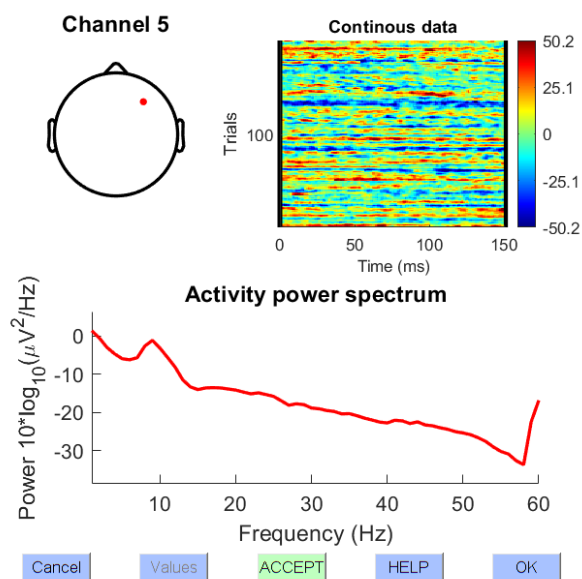 Channel 5
Continous data
Trials
100
0
50
100
150
Time (ms)
50.2
25.1
0
-25.1
-50.2
Activity power spectrum
Power 10*log10(μV2/Hz)
0
-10
-20
-30
10
20
30
40
50
60
Frequency (Hz)
Cancel
Values
ACCEPT
HELP
OK